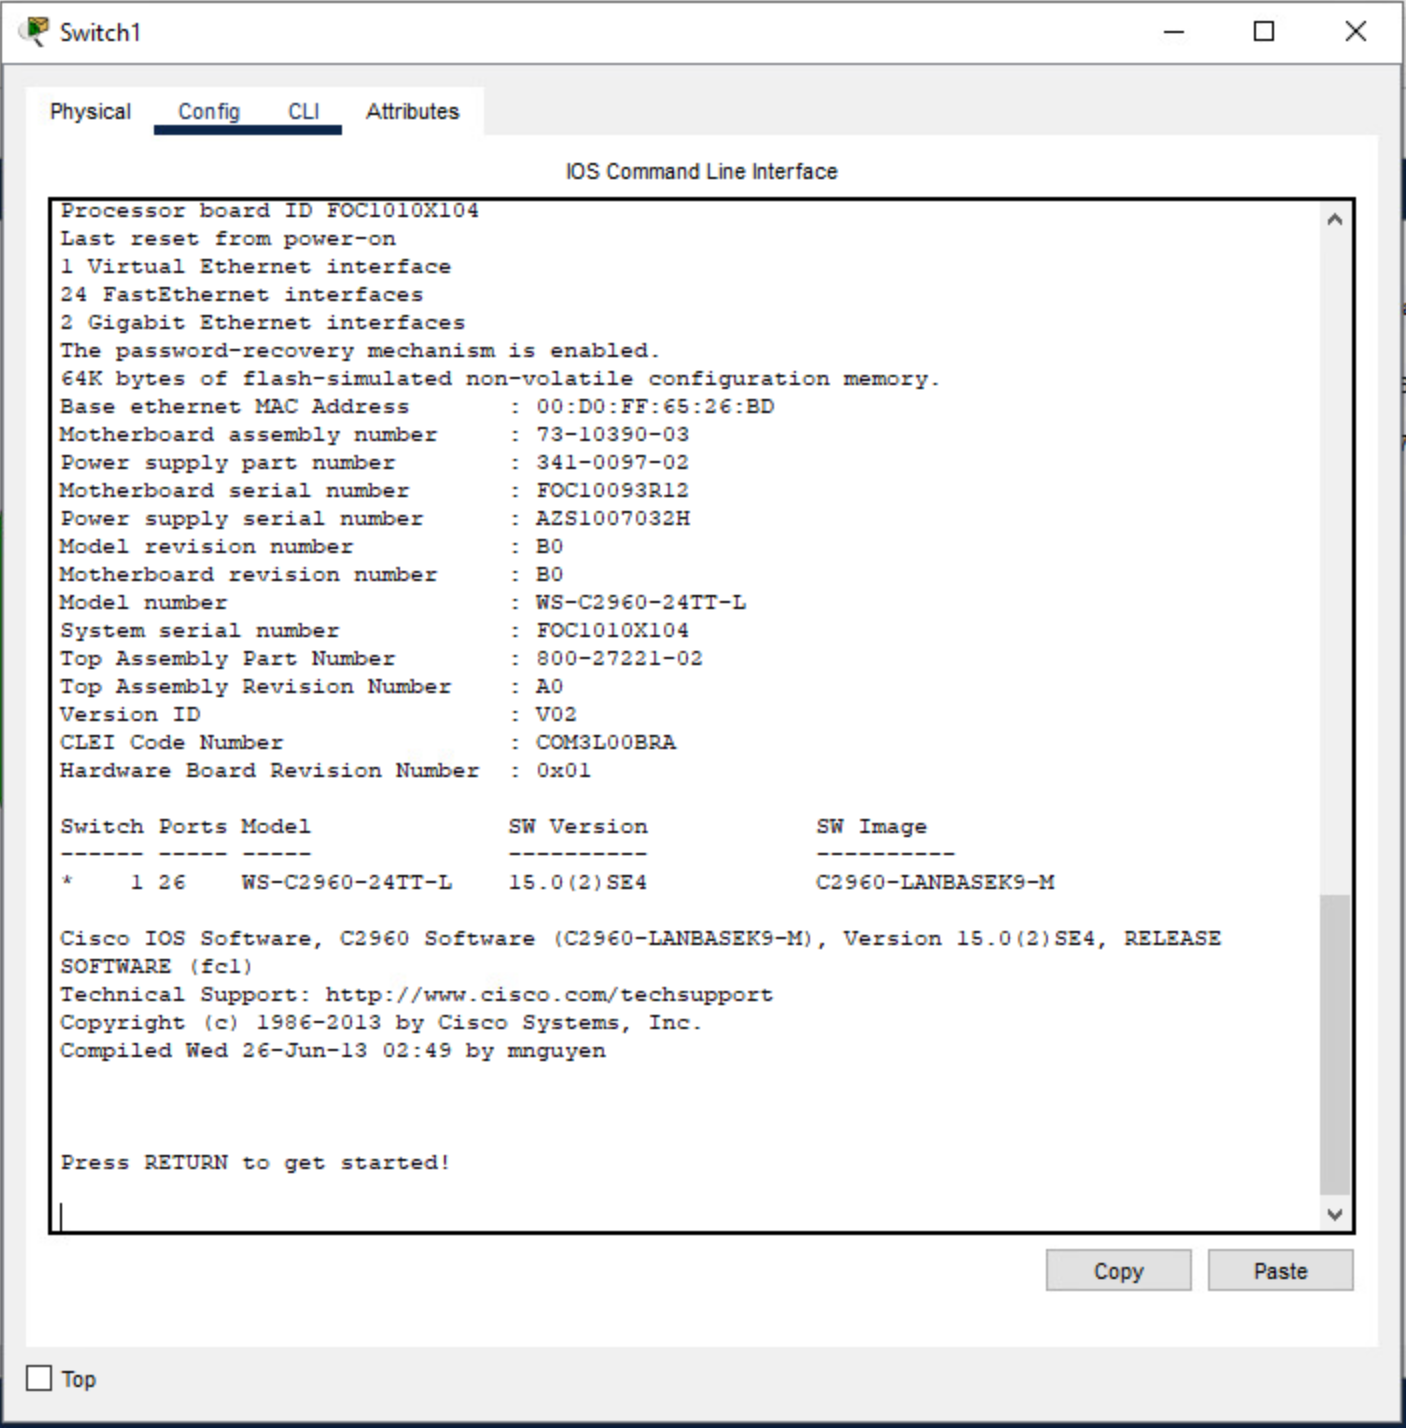 Switch1
Physical Config CLI Attributes
IOS Command Line Interface
Processor board ID FOC1010X104
Last reset from power-on
1 Virtual Ethernet interface
24 FastEthernet interfaces
2 Gigabit Ethernet interfaces
The password-recovery mechanism is enabled.
64K bytes of flash-simulated non-volatile configuration memory.
Base ethernet MAC Address       : 00:D0:FF:65:26:BD
Motherboard assembly number     : 73-10390-03
Power supply part number        : 341-0097-02
Motherboard serial number       : FOC10093R12
Power supply serial number      : AZS1007032H
Model revision number           : B0
Motherboard revision number     : B0
Model number                    : WS-C2960-24TT-L
System serial number            : FOC1010X104
Top Assembly Part Number        : 800-27221-02
Top Assembly Revision Number    : A0
Version ID                      : V02
CLEI Code Number                : COM3L00BRA
Hardware Board Revision Number  : 0x01
Switch Ports Model              SW Version            SW Image
------ ----- -----              ----------            ----------
*    1 26    WS-C2960-24TT-L    15.0(2)SE4            C2960-LANBASEK9-M
Cisco IOS Software, C2960 Software (C2960-LANBASEK9-M), Version 15.0(2)SE4, RELEASE
SOFTWARE (fc1)
Technical Support: http://www.cisco.com/techsupport
Copyright (c) 1986-2013 by Cisco Systems, Inc.
Compiled Wed 26-Jun-13 02:49 by mnguyen
Press RETURN to get started!
Copy Paste
Top